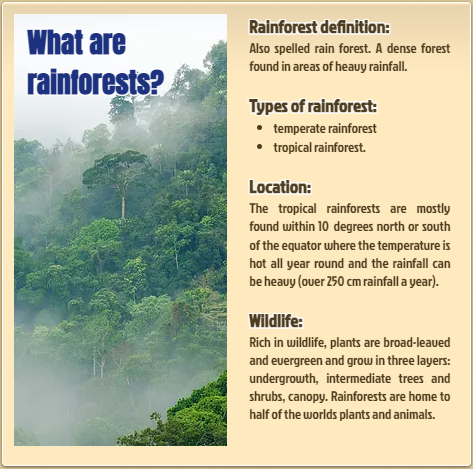 What are
rainforests?
Rainforest definition:
Also spelled rain forest. A dense forest
found in areas of heavy rainfall.
Types of rainforest:
• temperate rainforest
• tropical rainforest.
Location:
The tropical rainforests are mostly
found within 10 degrees north or south
of the equator where the temperature is
hot all year round and the rainfall can
be heavy (over 250 cm rainfall a year).
Wildlife:
Rich in wildlife, plants are broad-leaved
and evergreen and grow in three layers:
undergrowth, intermediate trees and
shrubs, canopy. Rainforests are home to
half of the worlds plants and animals.